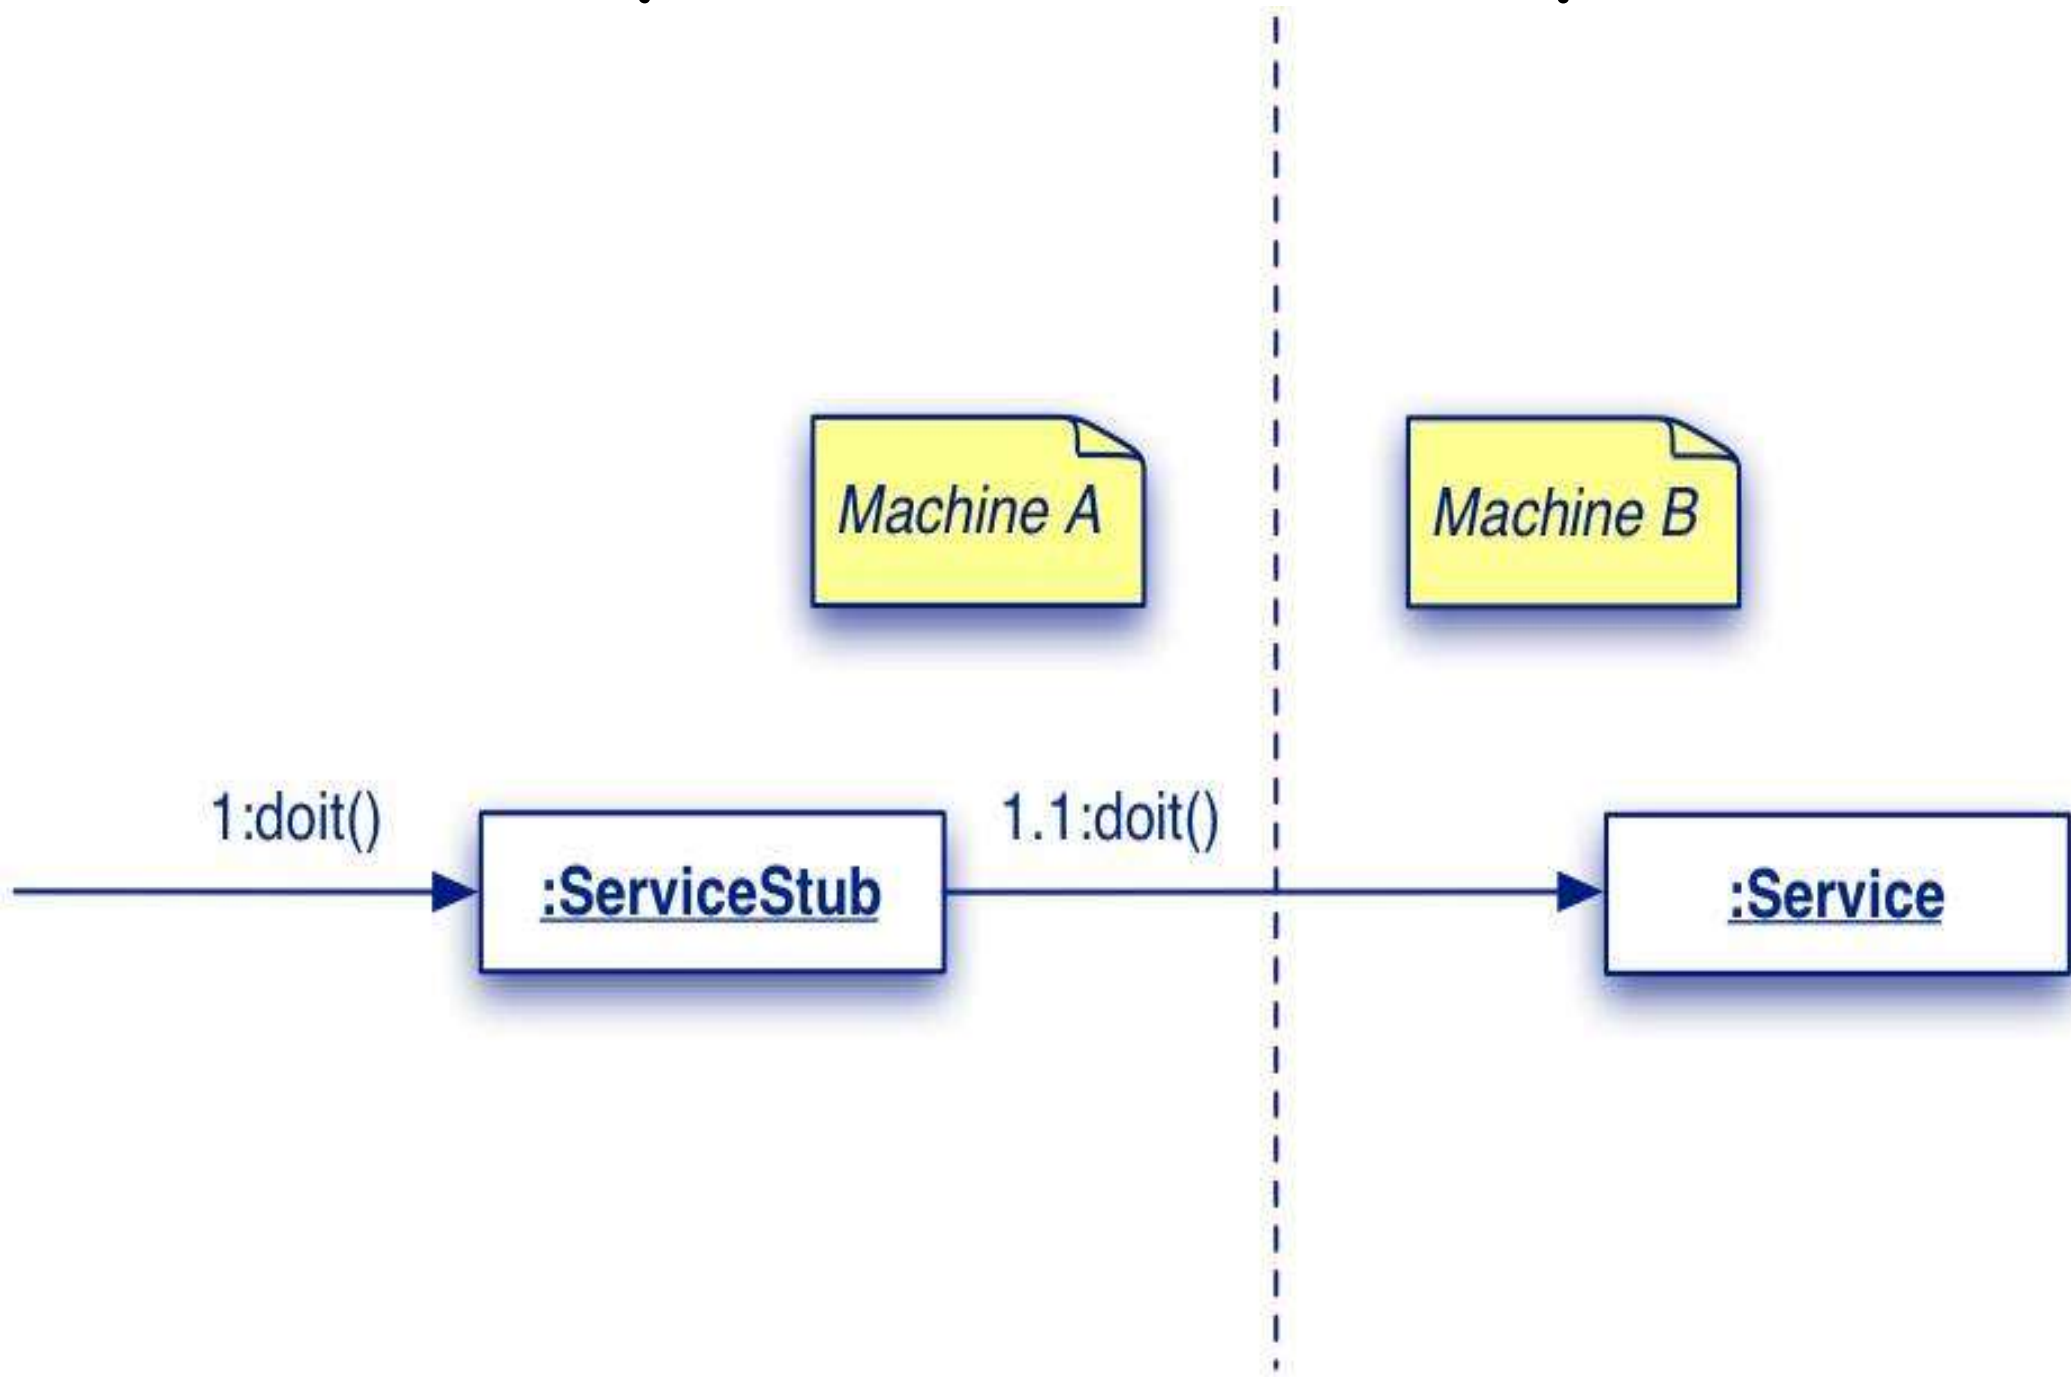 Machine A
Machine B
1:doit()
1.1:doit()
:ServiceStub
:Service